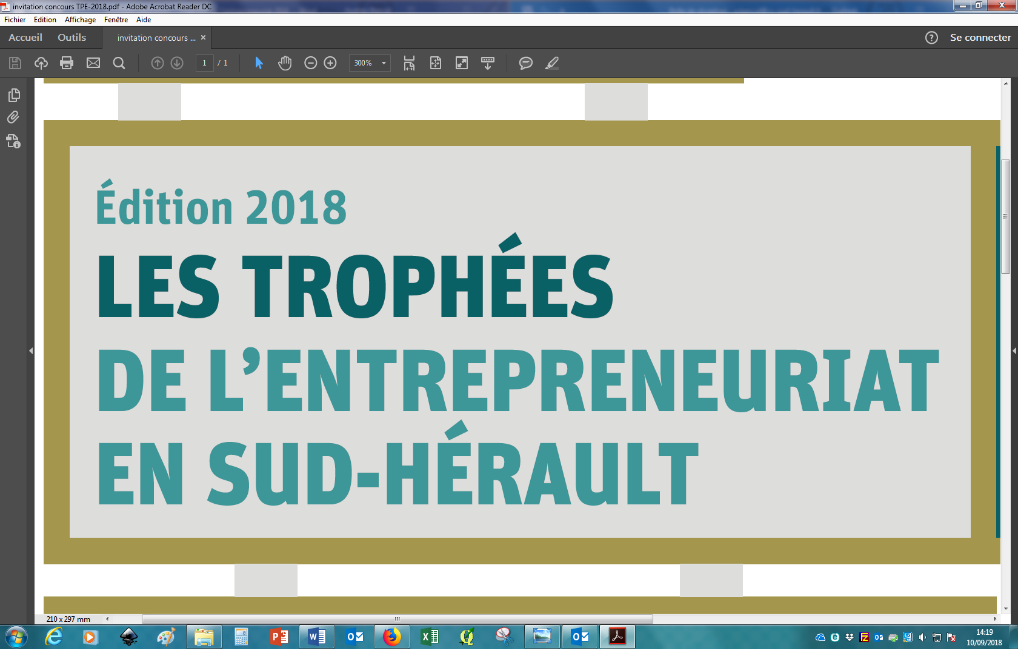 invitation concours TPE-2018.pdf - Adobe Acrobat Reader DC
Fichier Edition Affichage Fenêtre Aide
Accueil Outils invitation concours ... × Se connecter
1 / 1 300%
Édition 2018
LES TROPHÉES
DE L’ENTREPRENEURIAT
EN SUD-HÉRAULT
210 x 297 mm
14:19
10/09/2018